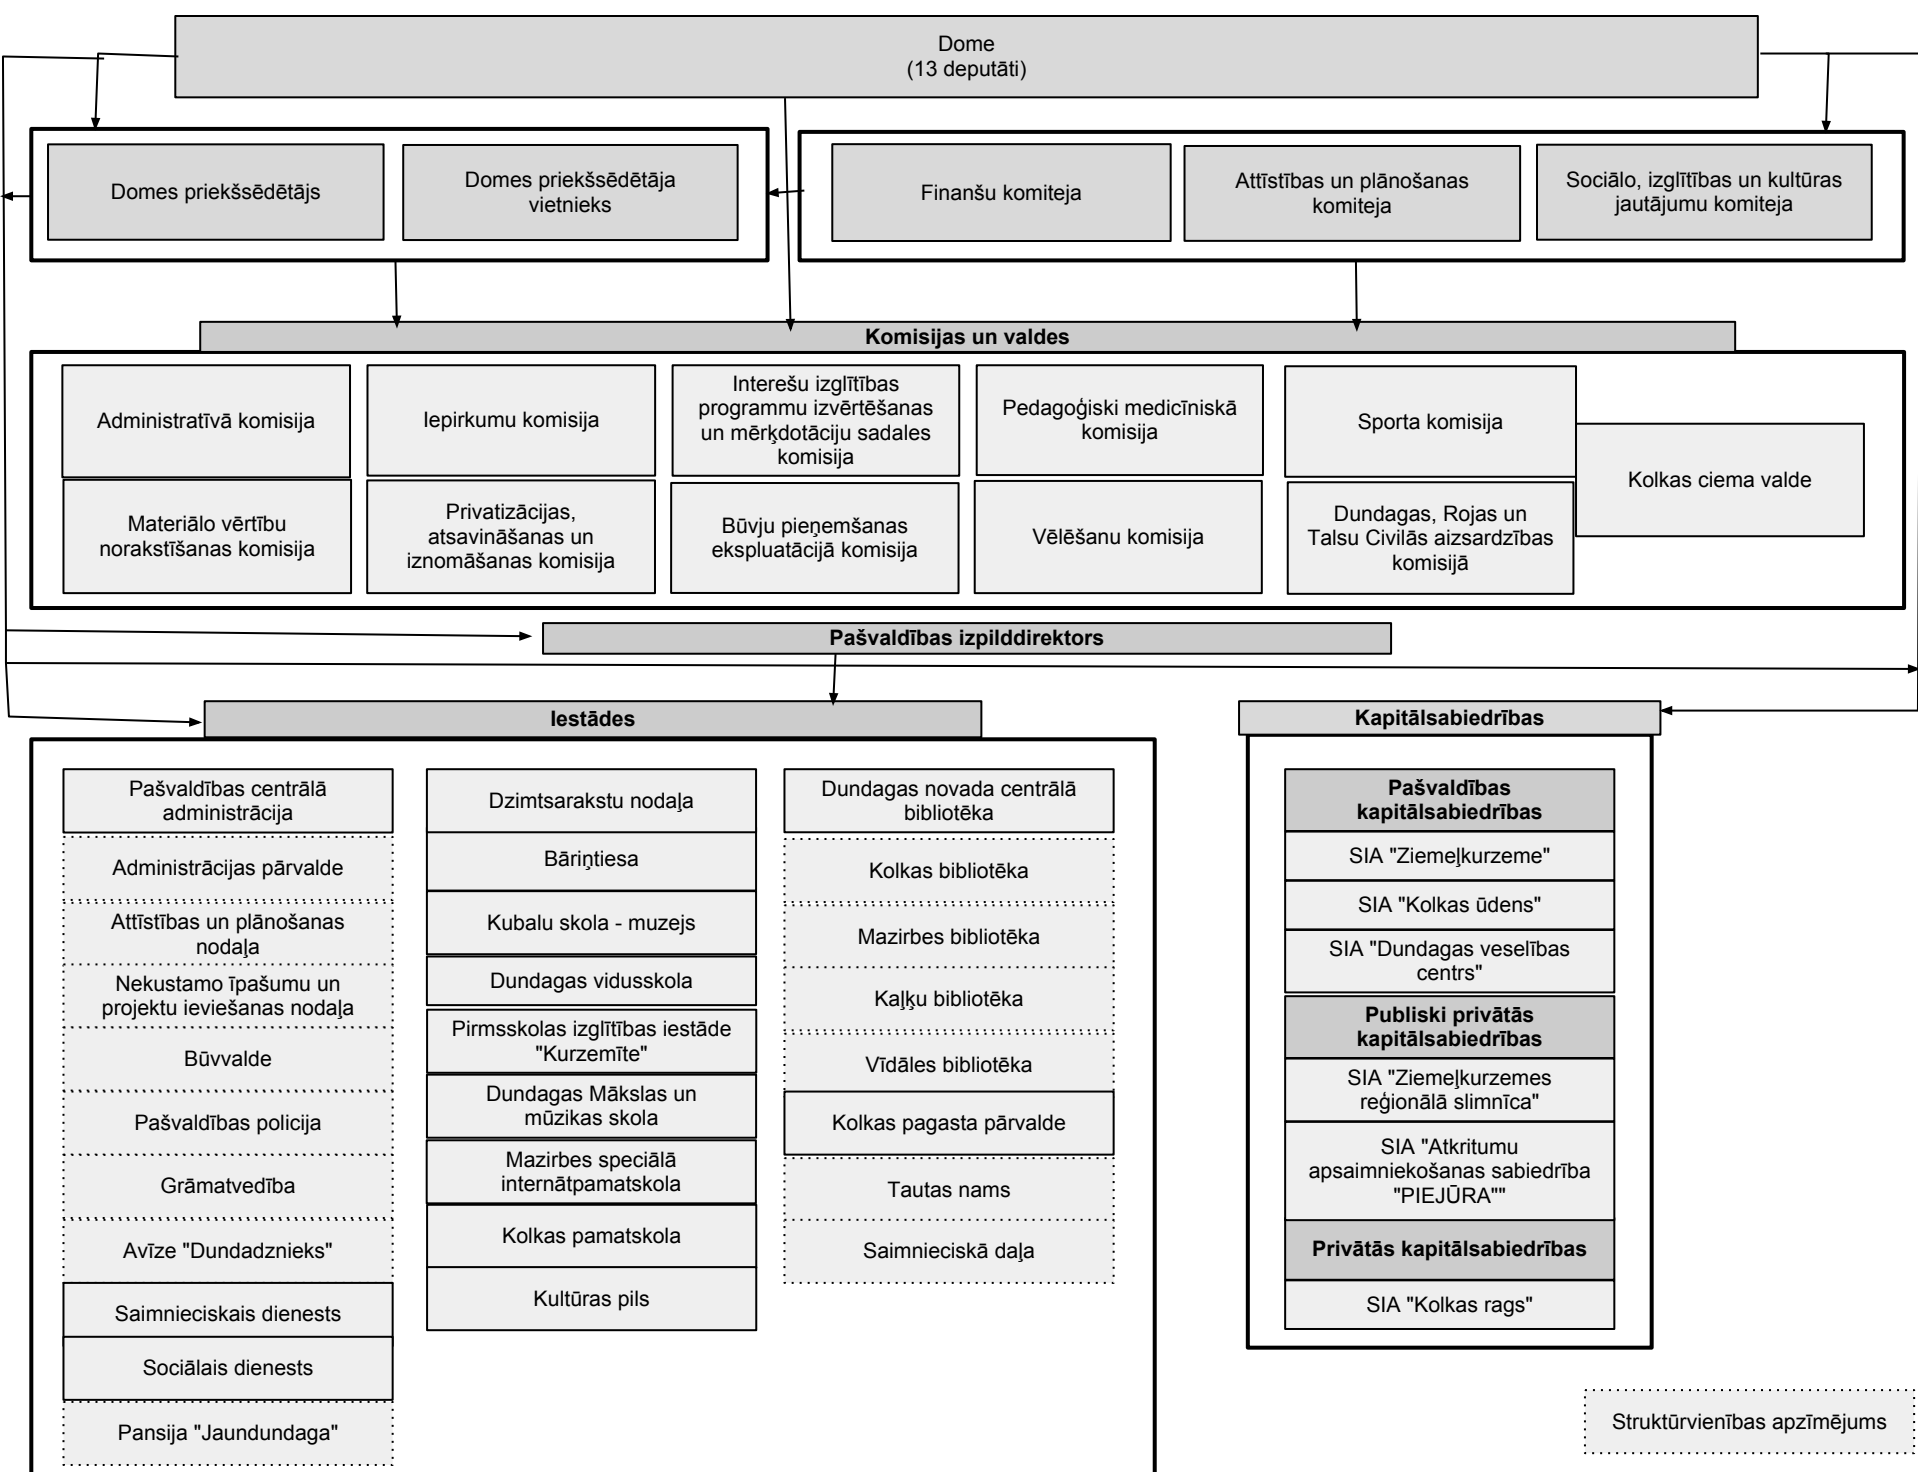 Dome
(13 deputāti)
Domes priekšsēdētājs
Domes priekšsēdētāja
vietnieks
Finanšu komiteja
Attīstības un plānošanas
komiteja
Sociālo, izglītības un kultūras
jautājumu komiteja
Komisijas un valdes
Administratīvā komisija
Iepirkumu komisija
Interešu izglītības
programmu izvērtēšanas
un mērķdotāciju sadales
komisija
Pedagoģiski medicīniskā
komisija
Sporta komisija
Kolkas ciema valde
Materiālo vērtību
norakstīšanas komisija
Privatizācijas,
atsavināšanas un
iznomāšanas komisija
Būvju pieņemšanas
ekspluatācijā komisija
Vēlēšanu komisija
Dundagas, Rojas un
Talsu Civilās aizsardzības
komisijā
Pašvaldības izpilddirektors
Iestādes
Pašvaldības centrālā
administrācija
Administrācijas pārvalde
Attīstības un plānošanas
nodaļa
Nekustamo īpašumu un
projektu ieviešanas nodaļa
Būvvalde
Pašvaldības policija
Grāmatvedība
Avīze "Dundadznieks"
Saimnieciskais dienests
Sociālais dienests
Pansija "Jaundundaga"
Dzimtsarakstu nodaļa
Bāriņtiesa
Kubalu skola - muzejs
Dundagas vidusskola
Pirmsskolas izglītības iestāde
"Kurzemīte"
Dundagas Mākslas un
mūzikas skola
Mazirbes speciālā
internātpamatskola
Kolkas pamatskola
Kultūras pils
Dundagas novada centrālā
bibliotēka
Kolkas bibliotēka
Mazirbes bibliotēka
Kaļķu bibliotēka
Vīdāles bibliotēka
Kolkas pagasta pārvalde
Tautas nams
Saimnieciskā daļa
Kapitālsabiedrības
Pašvaldības
kapitālsabiedrības
SIA "Ziemeļkurzeme"
SIA "Kolkas ūdens"
SIA "Dundagas veselības
centrs"
Publiski privātās
kapitālsabiedrības
SIA "Ziemeļkurzemes
reģionālā slimnīca"
SIA "Atkritumu
apsaimniekošanas sabiedrība
"PIEJŪRA""
Privātās kapitālsabiedrības
SIA "Kolkas rags"
Struktūrvienības apzīmējums